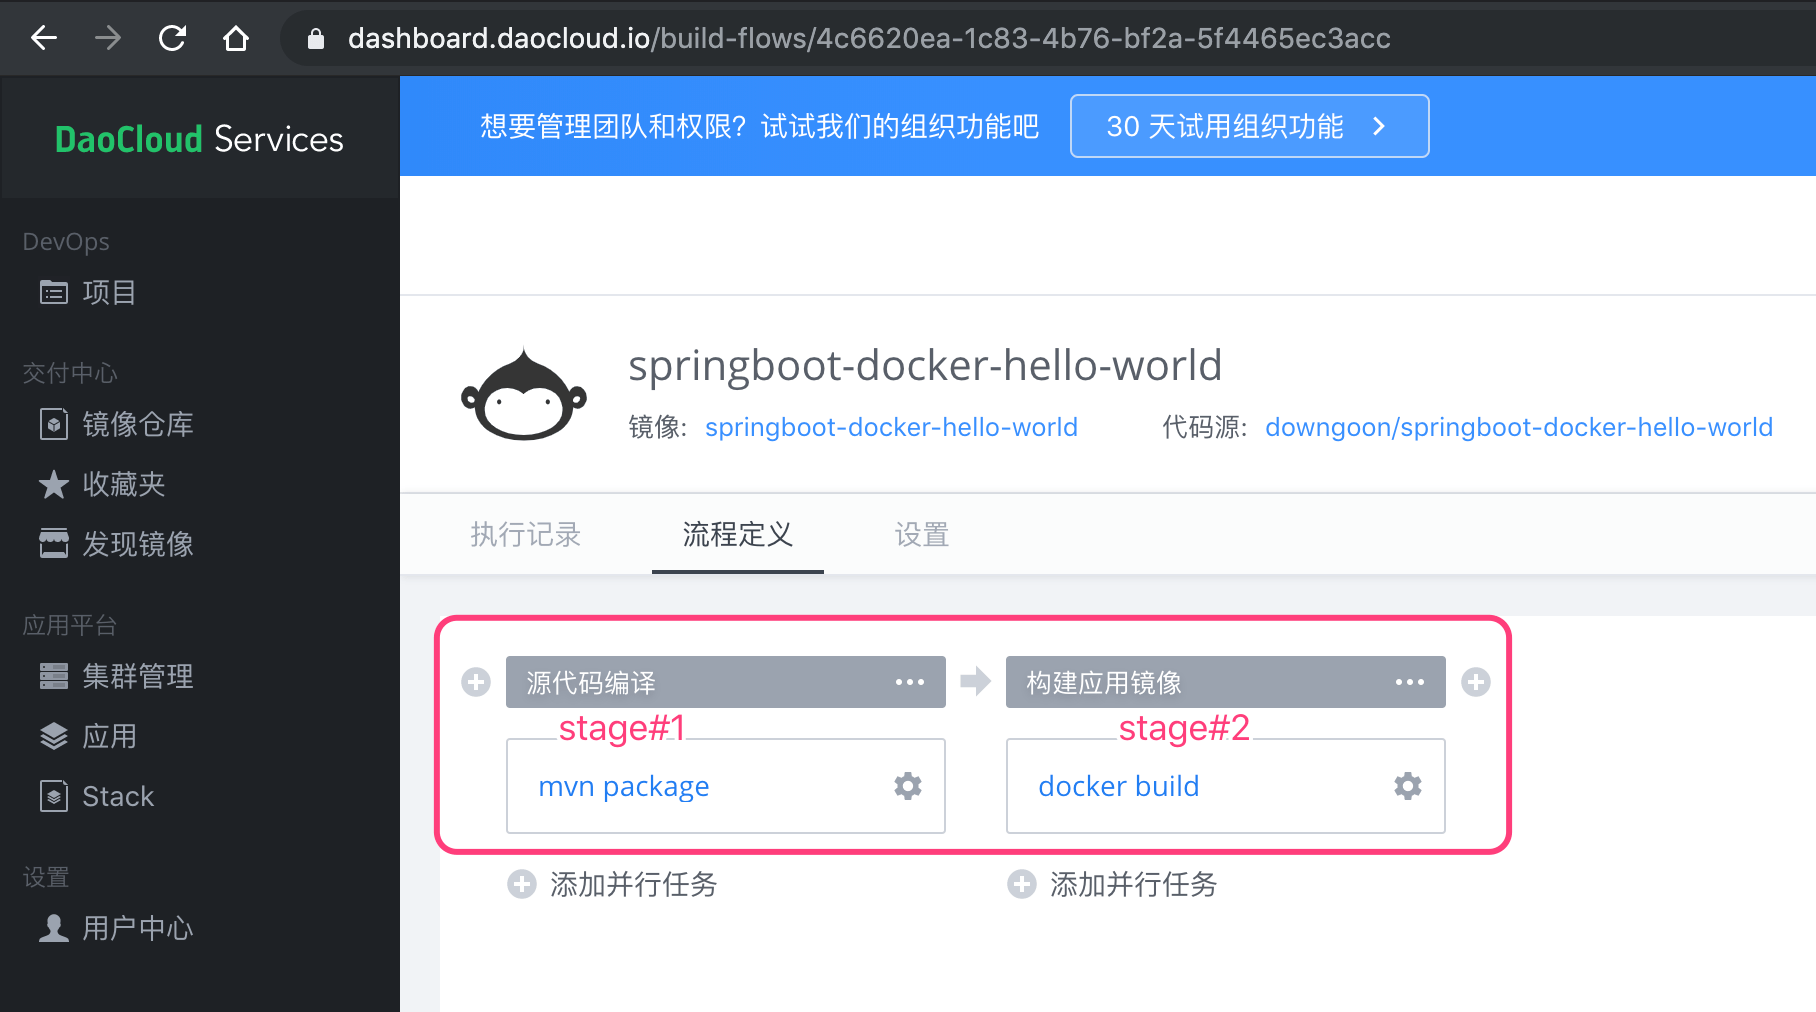 dashboard.daocloud.io/build-flows/4c6620ea-1c83-4b76-bf2a-5f4465ec3acc
DaoCloud Services
想要管理团队和权限？试试我们的组织功能吧
30 天试用组织功能
DevOps
项目
交付中心
镜像仓库
收藏夹
发现镜像
应用平台
集群管理
应用
Stack
设置
用户中心
springboot-docker-hello-world
镜像: springboot-docker-hello-world
代码源: downgoon/springboot-docker-hello-world
执行记录
流程定义
设置
源代码编译
stage#1
mvn package
添加并行任务
构建应用镜像
stage#2
docker build
添加并行任务